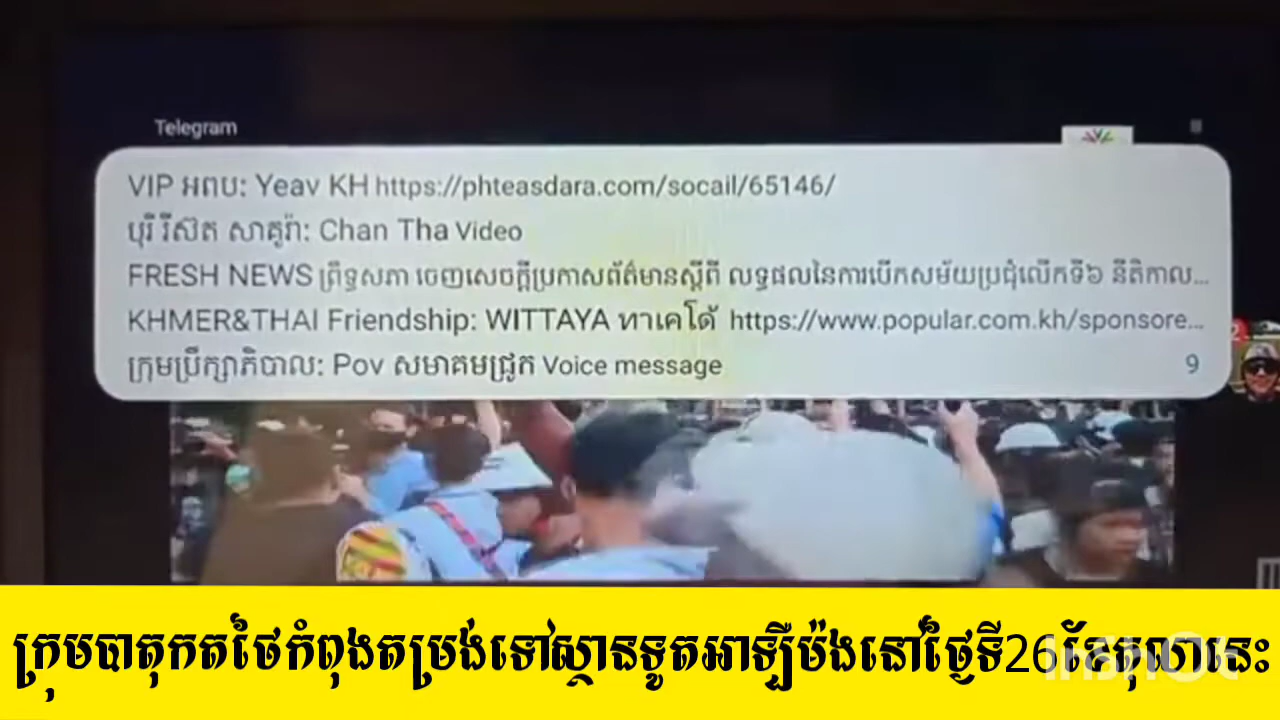 Telegram
VIP អពប: Yeav KH https://phteasdara.com/socail/65146/
បុរី រីស៊ត សាគូរ៉ា: Chan Tha Video
FRESH NEWS ព្រឹទ្ធសភា ចេញសេចក្តីប្រកាសព័ត៌មានស្តីពី លទ្ធផលនៃការបើកសម័យប្រជុំលើកទី៦ នីតិកាល...
KHMER&THAI Friendship: WITTAYA ทาเคโด้ https://www.popular.com.kh/sponsore...
ក្រុមប្រឹក្សាភិបាល: Pov សមាគមជ្រូក Voice message
9
2
ក្រុមបាតុកតថៃកំពុងតម្រង់ទៅស្ថានទូតអាឡឺម៉ងនៅថ្ងៃទី26ខែតុលានេះ